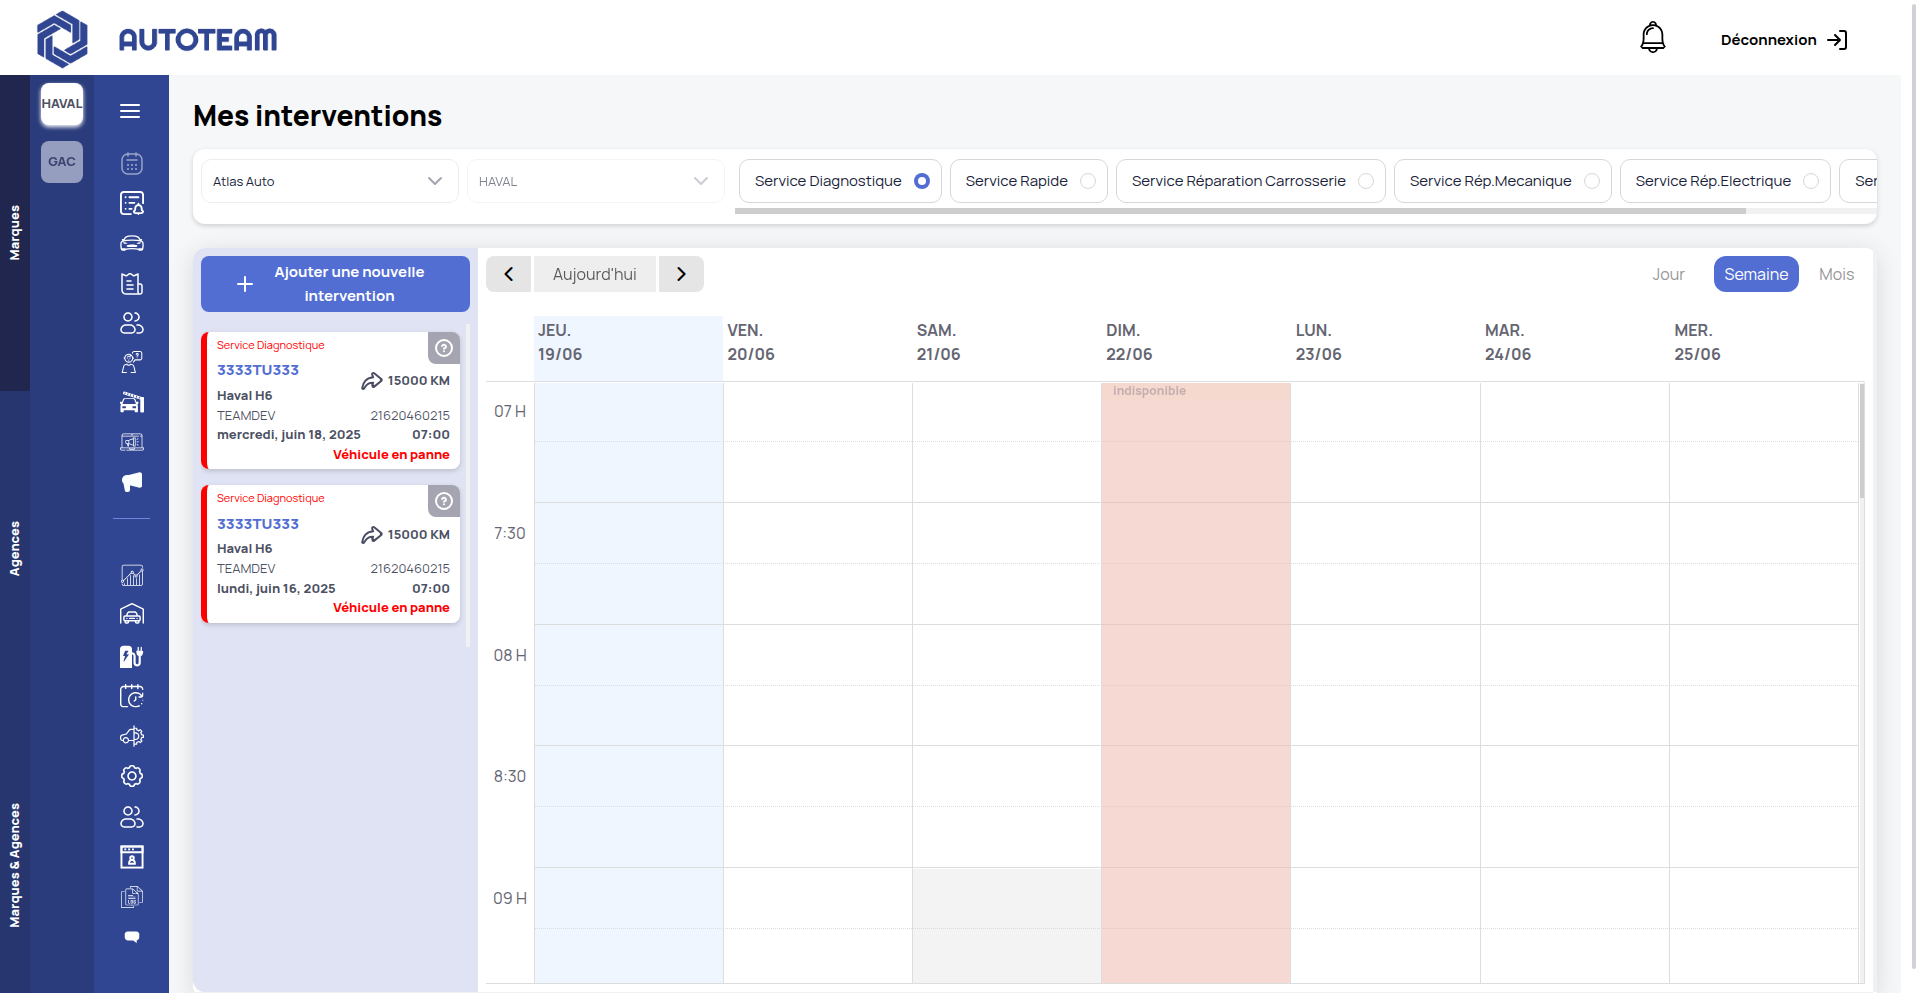 AUTOTEAM
Déconnexion
HAVAL
GAC
Marques
Agences
Marques & Agences
Mes interventions
Atlas Auto
HAVAL
Service Diagnostique
Service Rapide
Service Réparation Carrosserie
Service Rép.Mecanique
Service Rép.Electrique
Ser
Ajouter une nouvelle
intervention
Service Diagnostique
3333TU333
15000 KM
Haval H6
TEAMDEV 21620460215
mercredi, juin 18, 2025 07:00
Véhicule en panne
Service Diagnostique
3333TU333
15000 KM
Haval H6
TEAMDEV 21620460215
lundi, juin 16, 2025 07:00
Véhicule en panne
Aujourd'hui
Jour Semaine Mois
JEU. VEN. SAM. DIM. LUN. MAR. MER.
19/06 20/06 21/06 22/06 23/06 24/06 25/06
indisponible
07 H
7:30
08 H
8:30
09 H